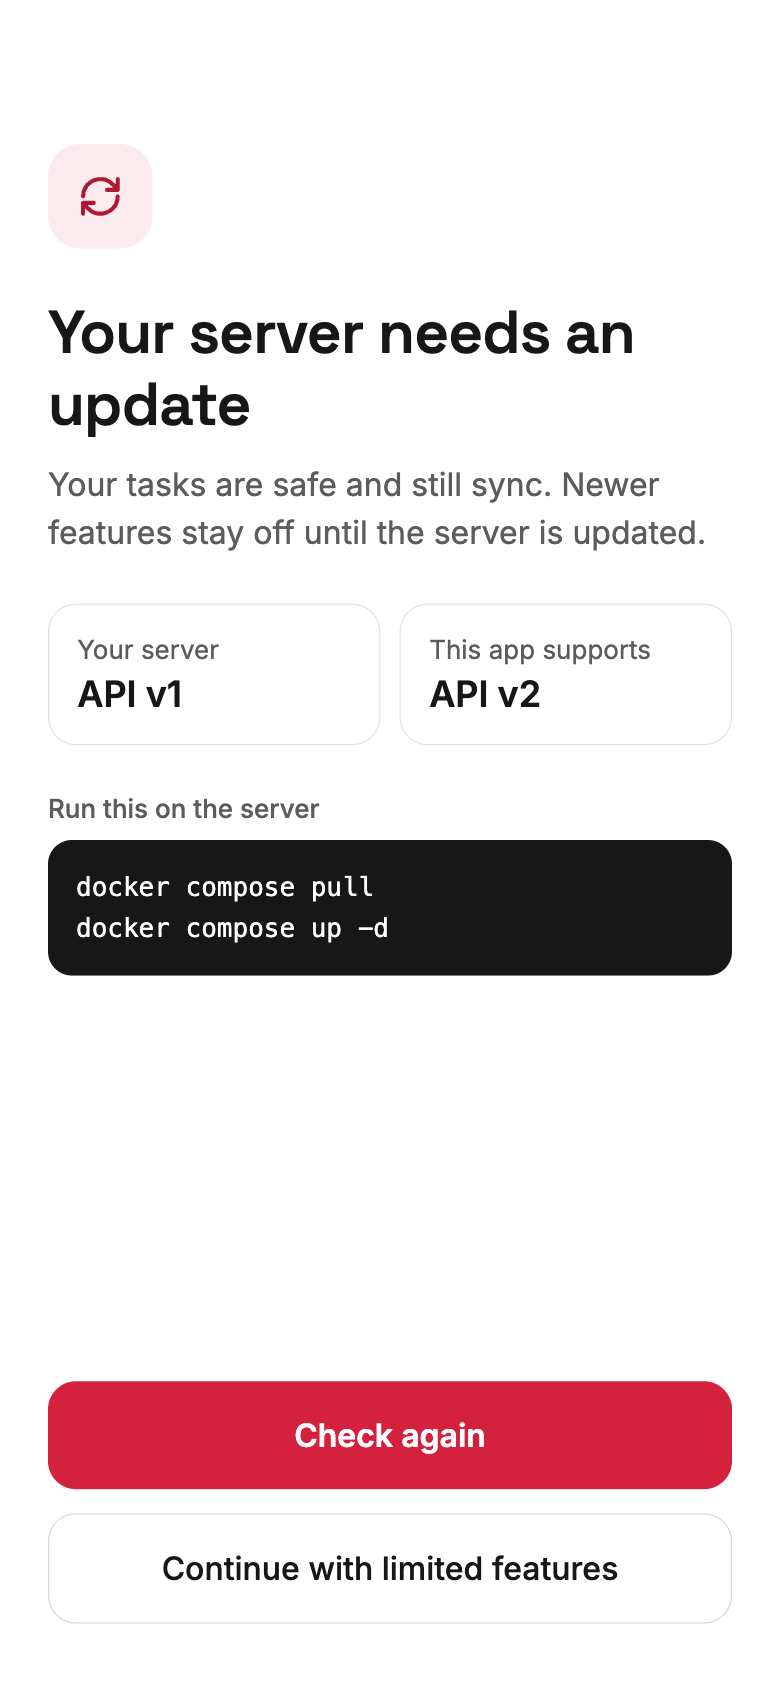 Your server needs an
update
Your tasks are safe and still sync. Newer
features stay off until the server is updated.
Your server
API v1
This app supports
API v2
Run this on the server
docker compose pull
docker compose up -d
Check again
Continue with limited features